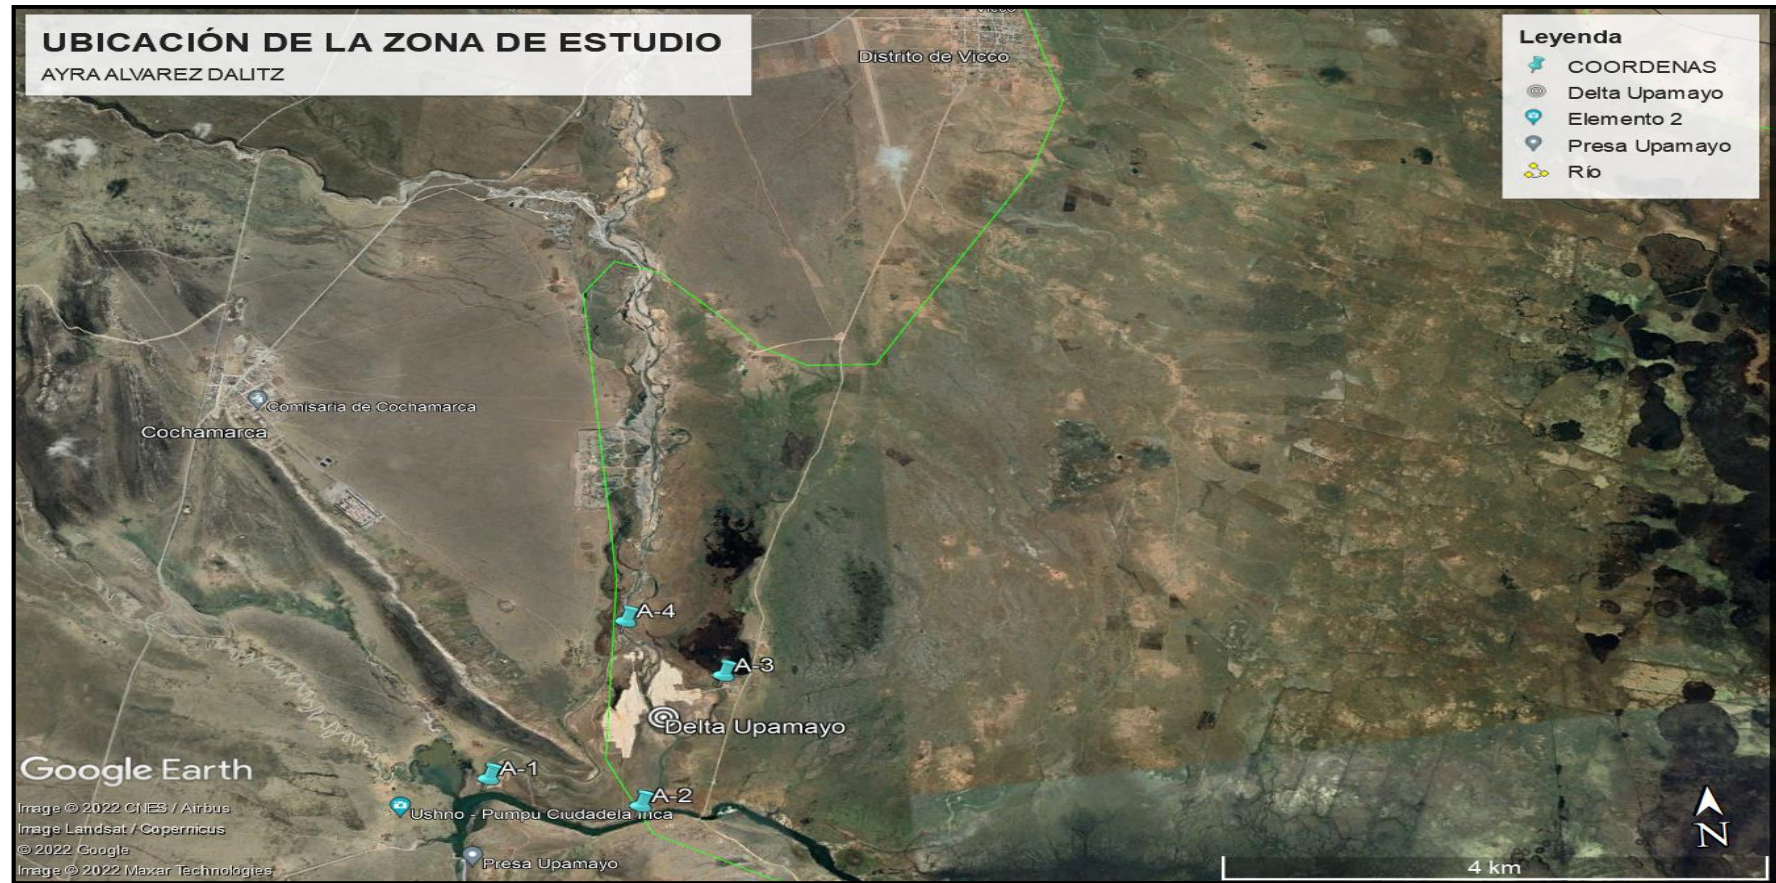 UBICACIÓN DE LA ZONA DE ESTUDIO
AYRA ALVAREZ DALITZ
Vicco
Distrito de Vicco
Leyenda
COORDENAS
Delta Upamayo
Elemento 2
Presa Upamayo
Río
Comisaria de Cochamarca
Cochamarca
A-4
A-3
Delta Upamayo
A-1
A-2
Ushno - Pumpu Ciudadela Inca
Presa Upamayo
Google Earth
Image © 2022 CNES / Airbus
Image Landsat / Copernicus
© 2022 Google
Image © 2022 Maxar Technologies
N
4 km